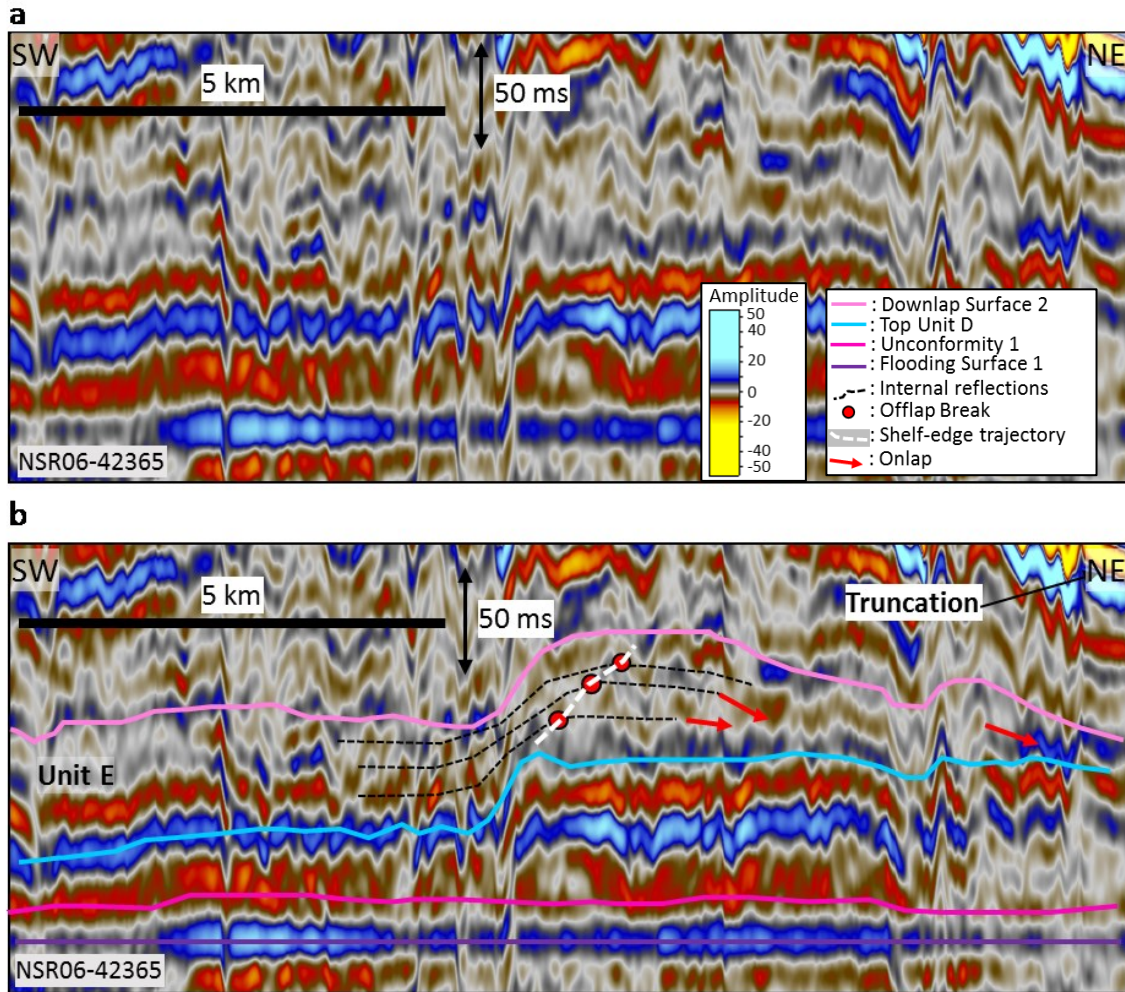 a
SW
NE
5 km
50 ms
Amplitude
50
40
20
0
-20
-40
-50
: Downlap Surface 2
: Top Unit D
: Unconformity 1
: Flooding Surface 1
: Internal reflections
: Offlap Break
: Shelf-edge trajectory
: Onlap
NSR06-42365
b
SW
NE
5 km
50 ms
Truncation
Unit E
NSR06-42365